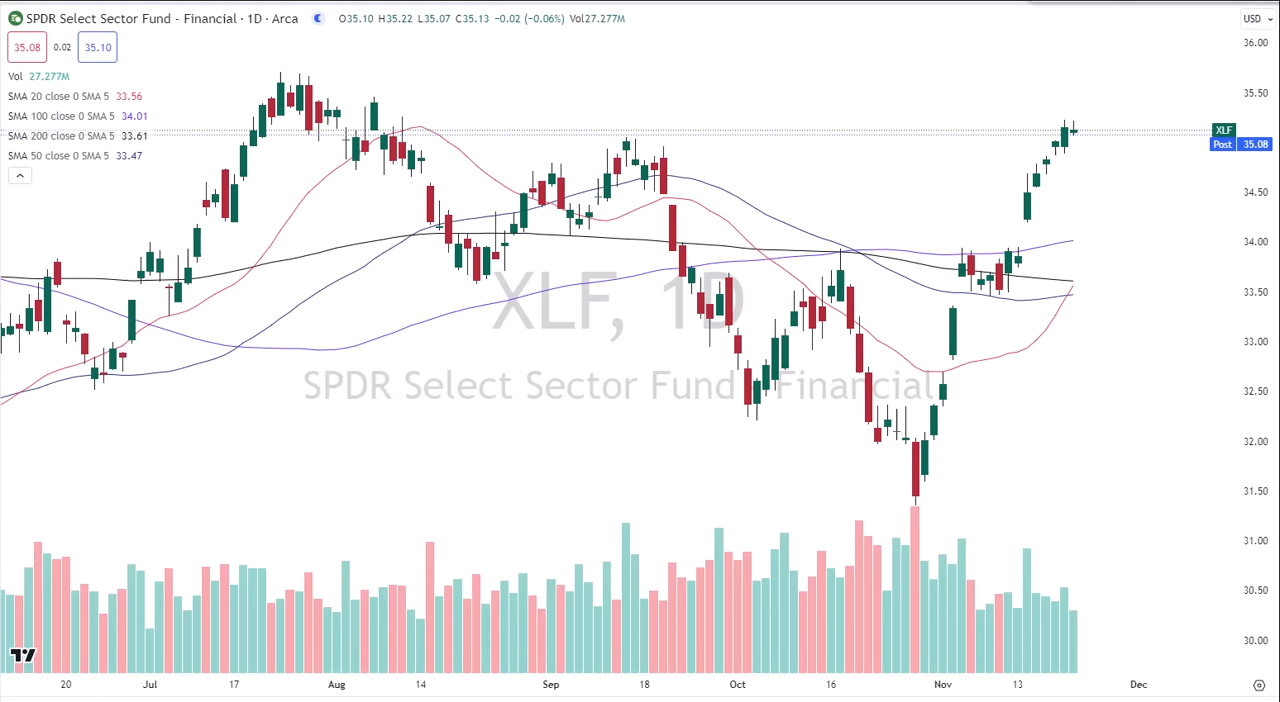 SPDR Select Sector Fund - Financial · 1D · Arca O35.10 H35.22 L35.07 C35.13 −0.02 (−0.06%) Vol27.277M
USD
35.08 0.02 35.10
Vol 27.277M
SMA 20 close 0 SMA 5 33.56
SMA 100 close 0 SMA 5 34.01
SMA 200 close 0 SMA 5 33.61
SMA 50 close 0 SMA 5 33.47
XLF, 1D
SPDR Select Sector Fund - Financial
36.00
35.50
XLF
Post 35.08
34.50
34.00
33.50
33.00
32.50
32.00
31.50
31.00
30.50
30.00
20 Jul 17 Aug 14 Sep 18 Oct 16 Nov 13 Dec